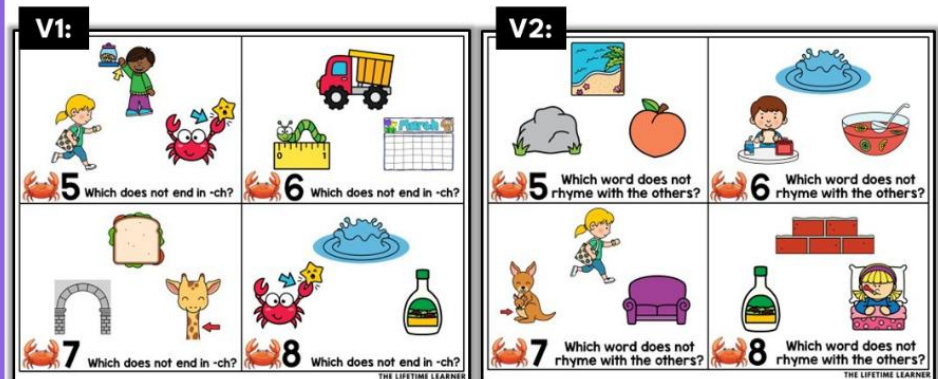 V1:
V2:
5 Which does not end in -ch?
6 Which does not end in -ch?
March
0 1
7 Which does not end in -ch?
8 Which does not end in -ch?
THE LIFETIME LEARNER
5 Which word does not
rhyme with the others?
6 Which word does not
rhyme with the others?
7 Which word does not
rhyme with the others?
8 Which word does not
rhyme with the others?
THE LIFETIME LEARNER